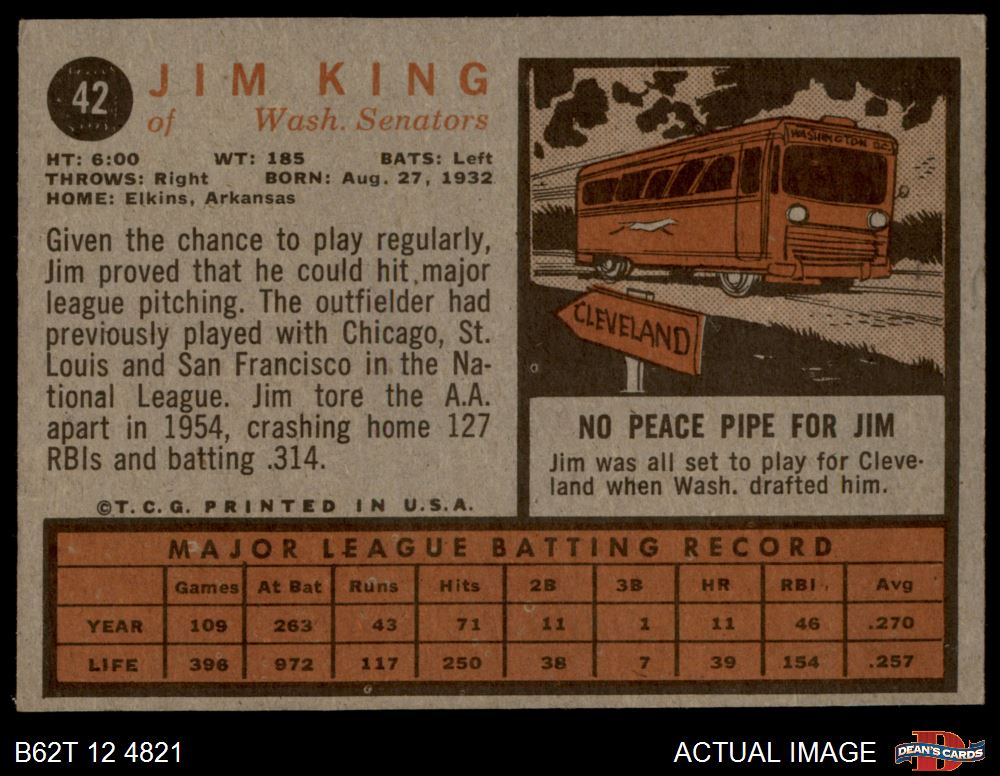 42
JIM KING
of Wash. Senators
HT: 6:00 WT: 185 BATS: Left
THROWS: Right BORN: Aug. 27, 1932
HOME: Elkins, Arkansas
Given the chance to play regularly,
Jim proved that he could hit major
league pitching. The outfielder had
previously played with Chicago, St.
Louis and San Francisco in the Na-
tional League. Jim tore the A.A.
apart in 1954, crashing home 127
RBIs and batting .314.
©T.C.G. PRINTED IN U.S.A.
WASHINGTON D.C.
CLEVELAND
NO PEACE PIPE FOR JIM
Jim was all set to play for Cleve-
land when Wash. drafted him.
MAJOR LEAGUE BATTING RECORD
Games At Bat Runs Hits 2B 3B HR RBI Avg
YEAR 109 263 43 71 11 1 11 46 .270
LIFE 396 972 117 250 38 7 39 154 .257
B62T 12 4821
ACTUAL IMAGE
D
DEAN'S CARDS